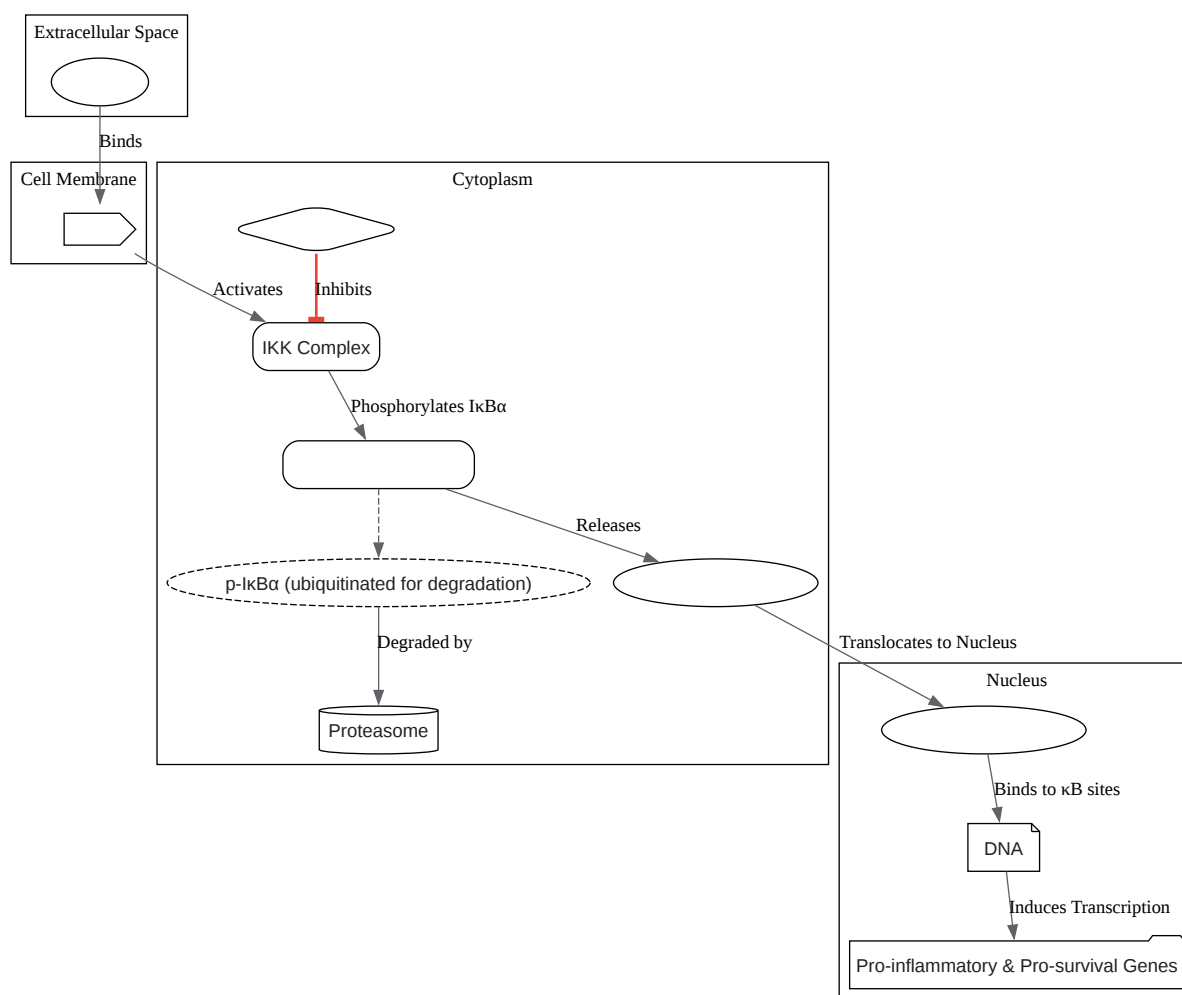 Extracellular Space
Binds
Cell Membrane
Cytoplasm
Activates
Inhibits
IKK Complex
Phosphorylates IκBα
Releases
p-IκBα (ubiquitinated for degradation)
Degraded by
Translocates to Nucleus
Nucleus
Proteasome
Binds to κB sites
DNA
Induces Transcription
Pro-inflammatory & Pro-survival Genes